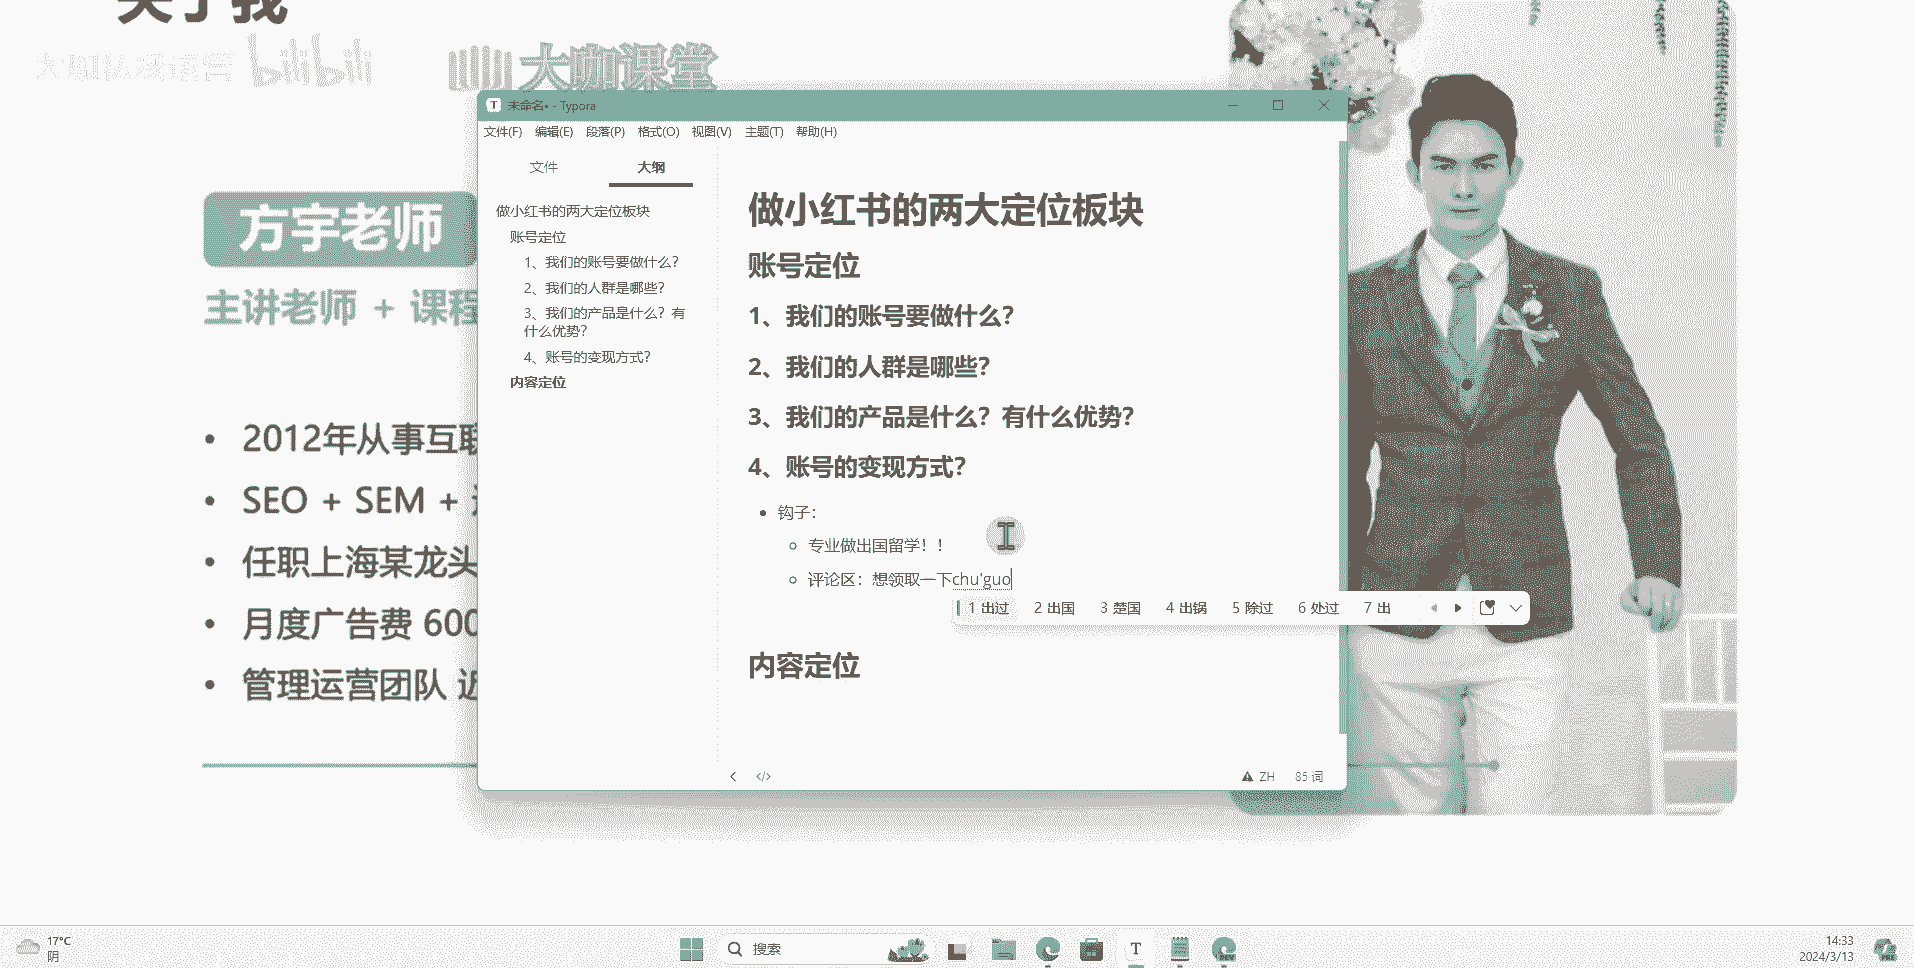 关于我
大咖私域运营 bilibili
大咖课堂
方宇老师
主讲老师 + 课程
2012年从事互联
SEO + SEM +
任职上海某龙头
月度广告费 600
管理运营团队 近
未命名• - Typora
文件(F) 编辑(E) 段落(P) 格式(O) 视图(V) 主题(T) 帮助(H)
文件 大纲
做小红书的两大定位板块
账号定位
1、我们的账号要做什么？
2、我们的人群是哪些？
3、我们的产品是什么？有
什么优势？
4、账号的变现方式？
内容定位
做小红书的两大定位板块
账号定位
1、我们的账号要做什么？
2、我们的人群是哪些？
3、我们的产品是什么？有什么优势？
4、账号的变现方式？
钩子：
专业做出国留学！！
评论区：想领取一下chu'guo
1 出过 2 出国 3 楚国 4 出锅 5 除过 6 处过 7 出
内容定位
ZH 85 词
17°C
阴
搜索
T
DEV
14:33
2024/3/13
PRE